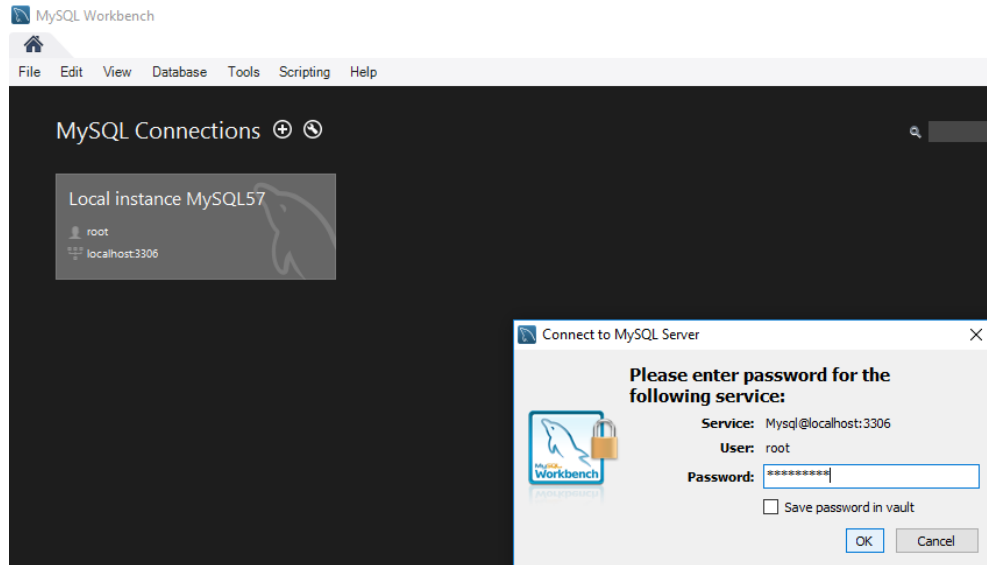 MySQL Workbench
File Edit View Database Tools Scripting Help
MySQL Connections
Local instance MySQL57
root
localhost:3306
Connect to MySQL Server
Please enter password for the
following service:
Service: Mysql@localhost:3306
User: root
Password: *********
Save password in vault
OK Cancel
MySQL
Workbench